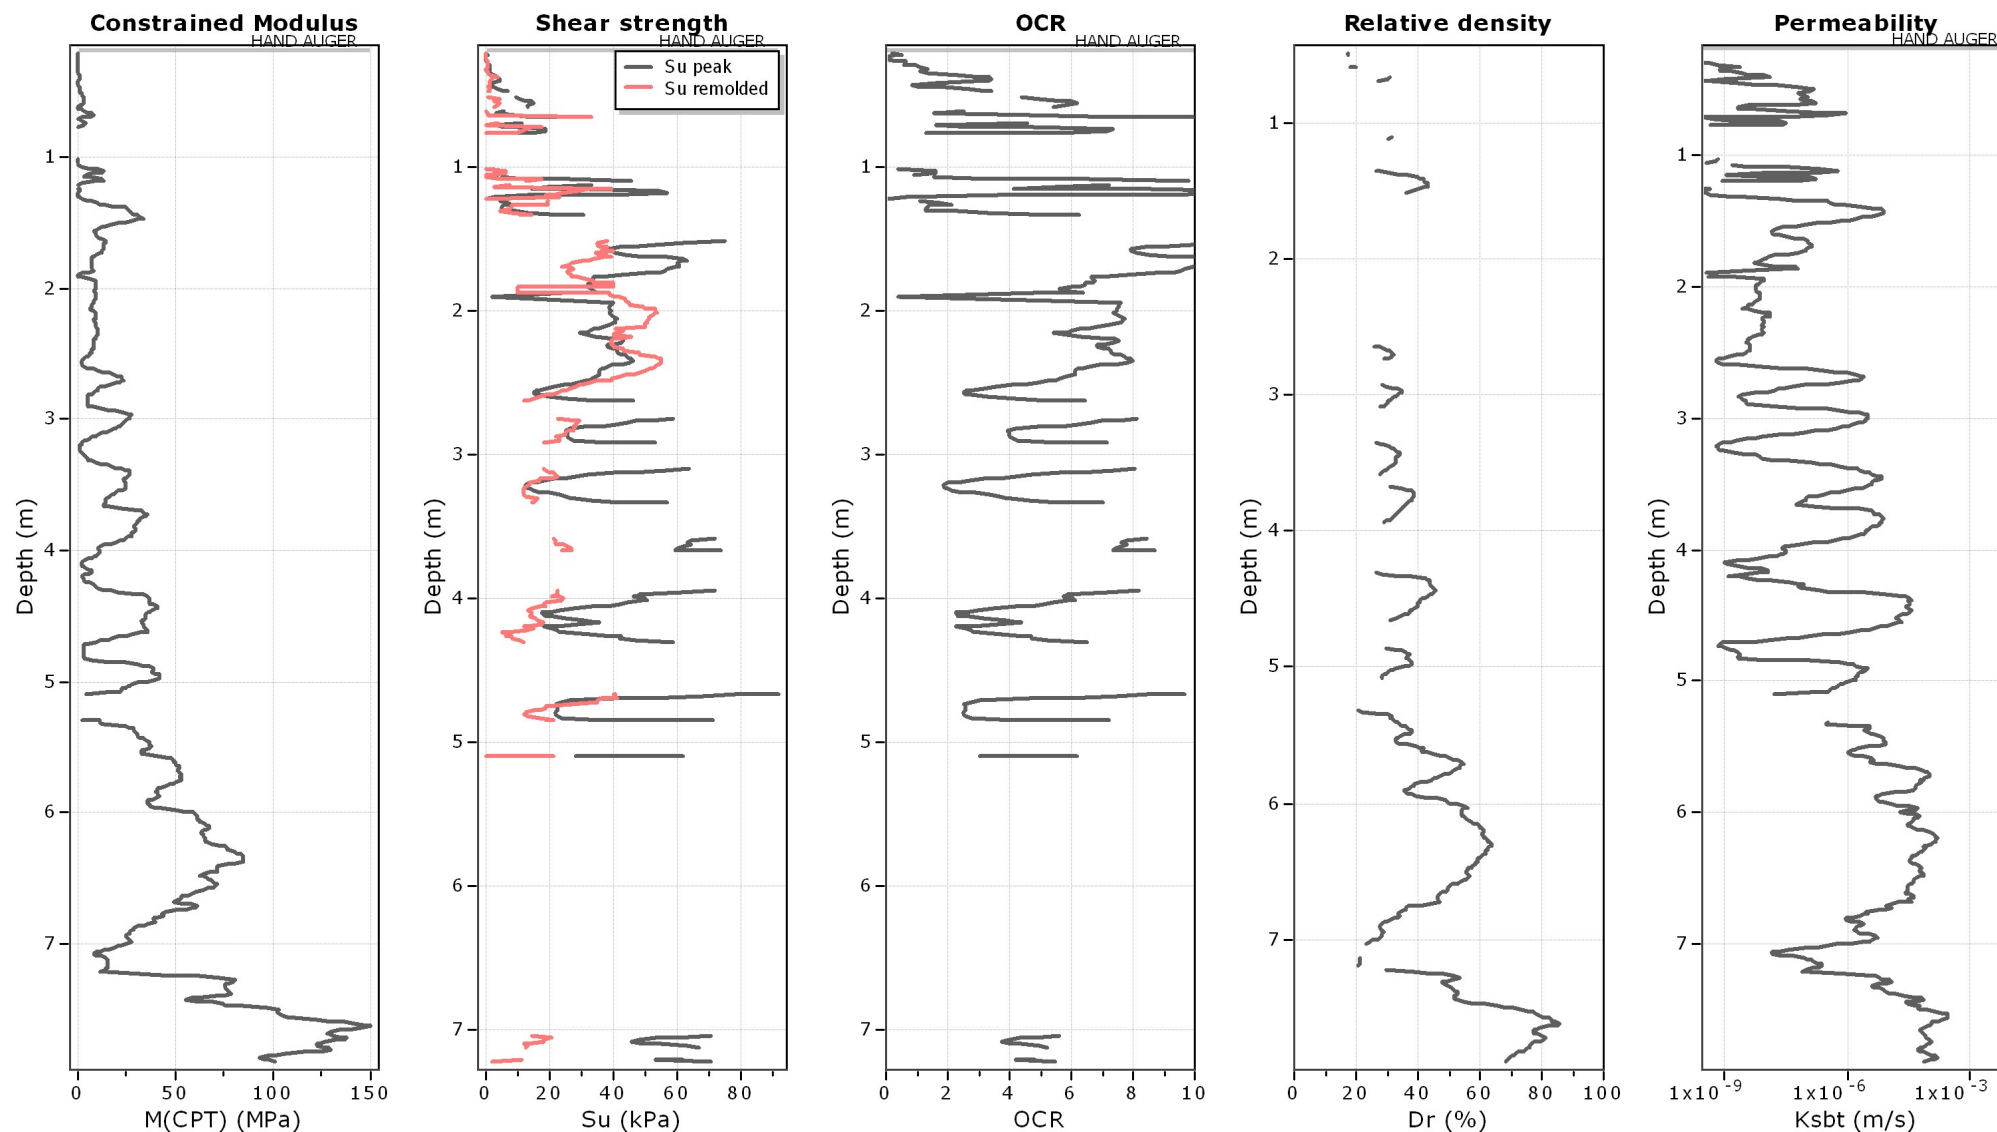 Constrained Modulus
HAND AUGER
1
2
3
4
5
6
7
Depth (m)
0 50 100 150
M(CPT) (MPa)
Shear strength
HAND AUGER
Su peak
Su remolded
1
2
3
4
5
6
7
Depth (m)
0 20 40 60 80
Su (kPa)
OCR
HAND AUGER
1
2
3
4
5
6
7
Depth (m)
0 2 4 6 8 10
OCR
Relative density
1
2
3
4
5
6
7
Depth (m)
0 20 40 60 80 100
Dr (%)
Permeability
HAND AUGER
1
2
3
4
5
6
7
Depth (m)
1x10⁻⁹ 1x10⁻⁶ 1x10⁻³
Ksbt (m/s)